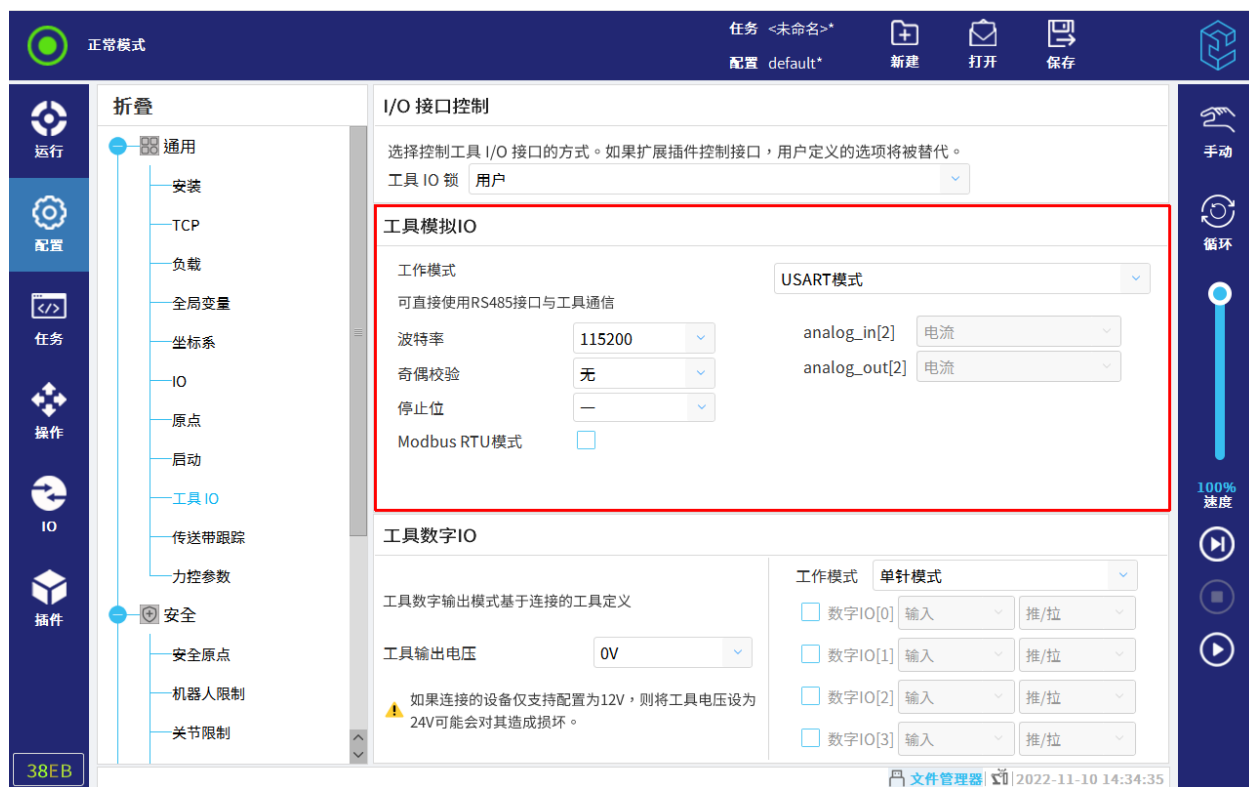 正常模式
任务 <未命名>*
配置 default*
新建
打开
保存
运行
配置
任务
操作
IO
插件
38EB
折叠
通用
安装
TCP
负载
全局变量
坐标系
IO
原点
启动
工具 IO
传送带跟踪
力控参数
安全
安全原点
机器人限制
关节限制
I/O 接口控制
选择控制工具 I/O 接口的方式。如果扩展插件控制接口，用户定义的选项将被替代。
工具 IO 锁 用户
工具模拟IO
工作模式
USART模式
可直接使用RS485接口与工具通信
波特率 115200
analog_in[2] 电流
奇偶校验 无
analog_out[2] 电流
停止位 一
Modbus RTU模式
工具数字IO
工作模式 单针模式
工具数字输出模式基于连接的工具定义
数字IO[0] 输入 推/拉
工具输出电压 0V
数字IO[1] 输入 推/拉
如果连接的设备仅支持配置为12V，则将工具电压设为
24V可能会对其造成损坏。
数字IO[2] 输入 推/拉
数字IO[3] 输入 推/拉
手动
循环
100%
速度
文件管理器
2022-11-10 14:34:35